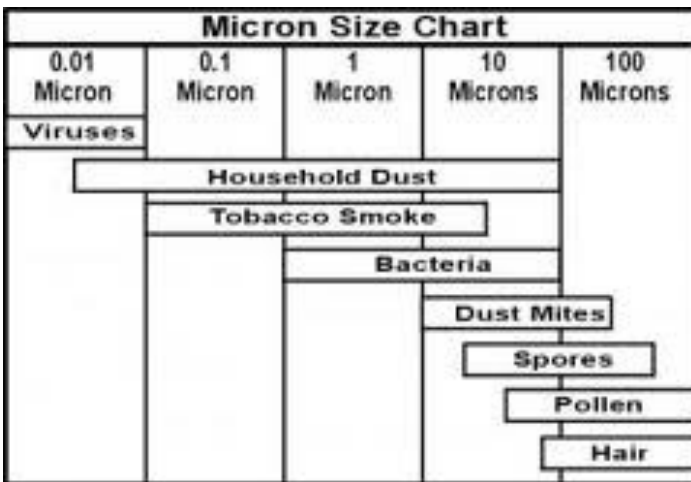 Micron Size Chart
0.01 0.1 1 10 100
Micron Micron Micron Microns Microns
Viruses
Household Dust
Tobacco Smoke
Bacteria
Dust Mites
Spores
Pollen
Hair